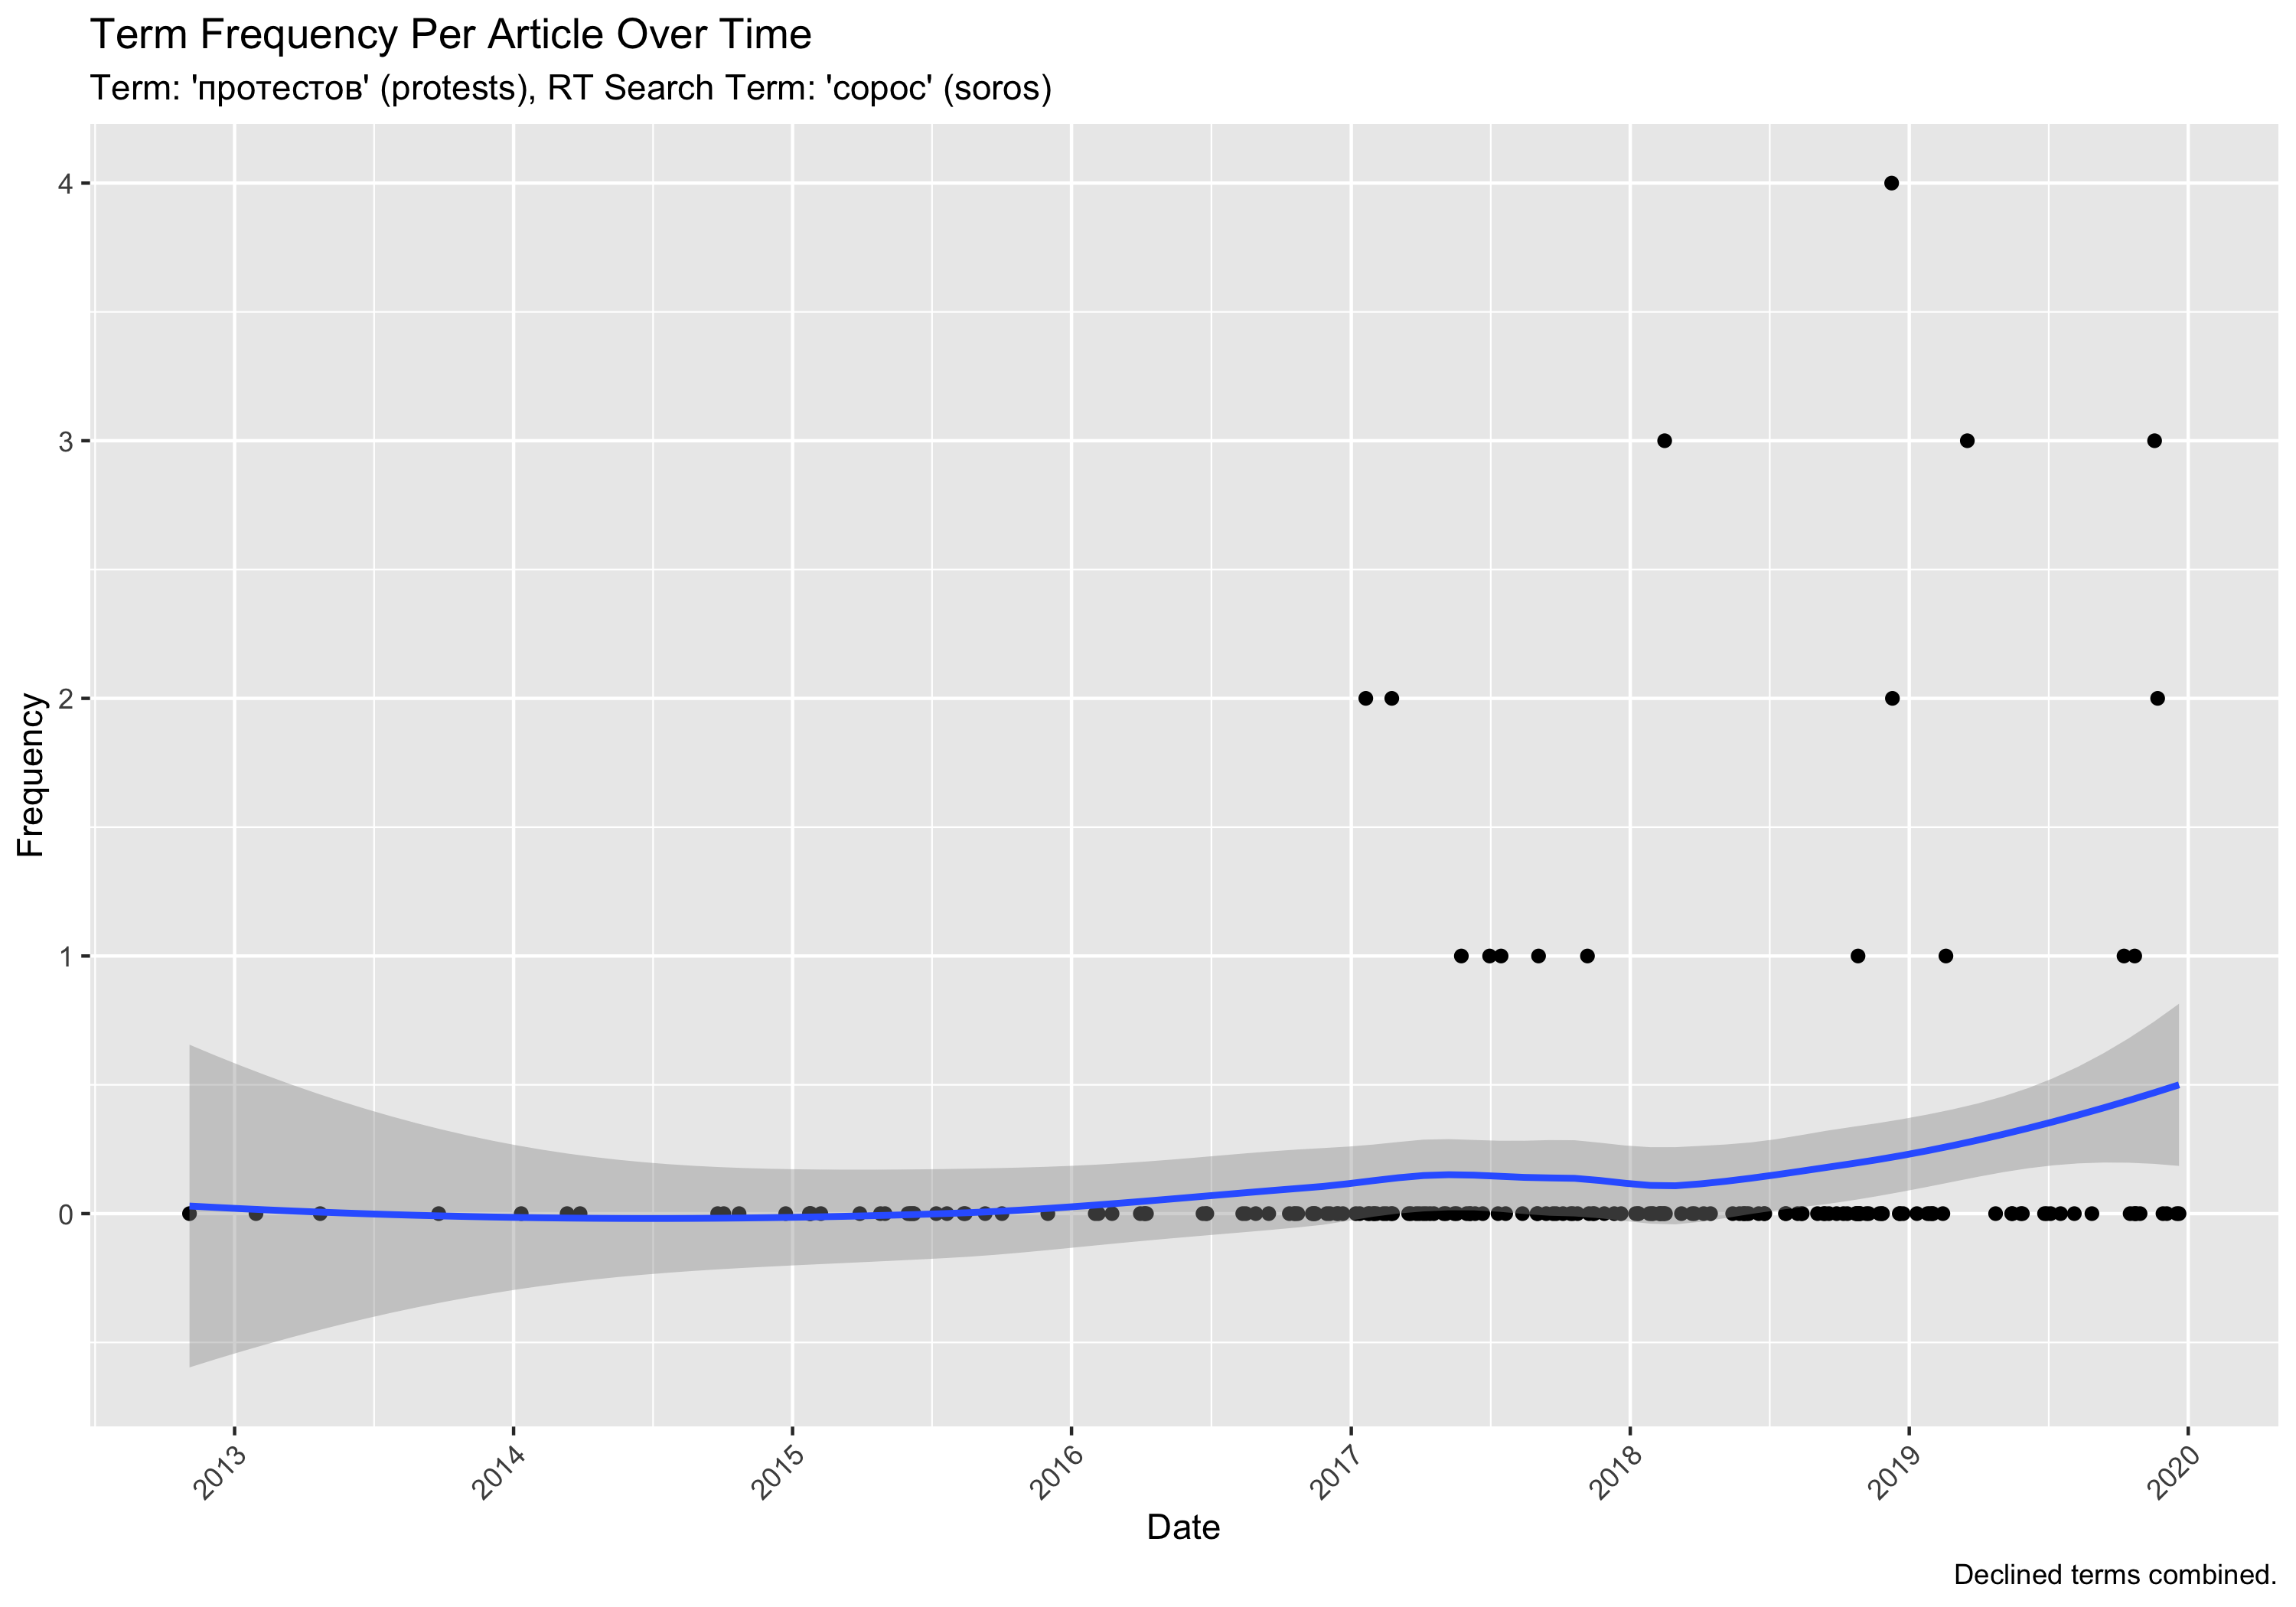 Term Frequency Per Article Over Time
Term: 'протестов' (protests), RT Search Term: 'сорос' (soros)
Frequency
4
3
2
1
0
2013
2014
2015
2016
2017
2018
2019
2020
Date
Declined terms combined.